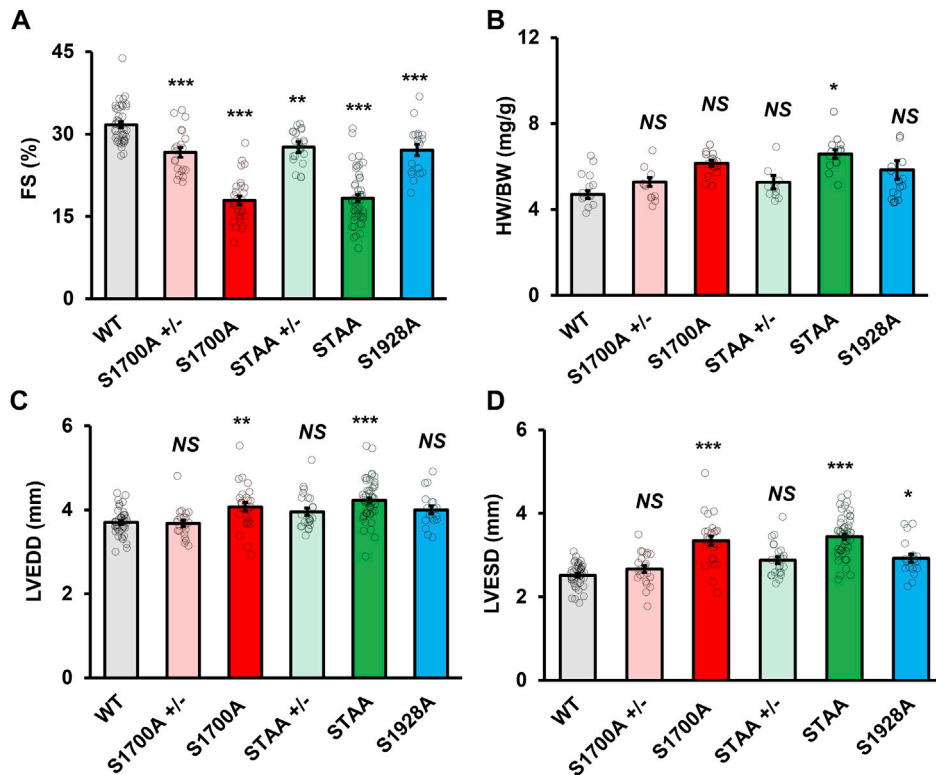 A
FS (%)
45
30
15
0
***
***
**
***
***
WT
S1700A +/-
S1700A
STAA +/-
STAA
S1928A
B
HW/BW (mg/g)
12
8
4
0
NS
NS
NS
*
NS
WT
S1700A +/-
S1700A
STAA +/-
STAA
S1928A
C
LVEDD (mm)
6
4
2
0
NS
**
NS
***
NS
WT
S1700A +/-
S1700A
STAA +/-
STAA
S1928A
D
LVESD (mm)
6
4
2
0
NS
***
NS
***
*
WT
S1700A +/-
S1700A
STAA +/-
STAA
S1928A